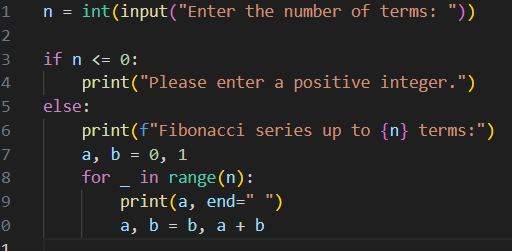 1 n = int(input("Enter the number of terms: "))
2
3 if n <= 0:
4     print("Please enter a positive integer.")
5 else:
6     print(f"Fibonacci series up to {n} terms:")
7     a, b = 0, 1
8     for _ in range(n):
9         print(a, end=" ")
0         a, b = b, a + b
1